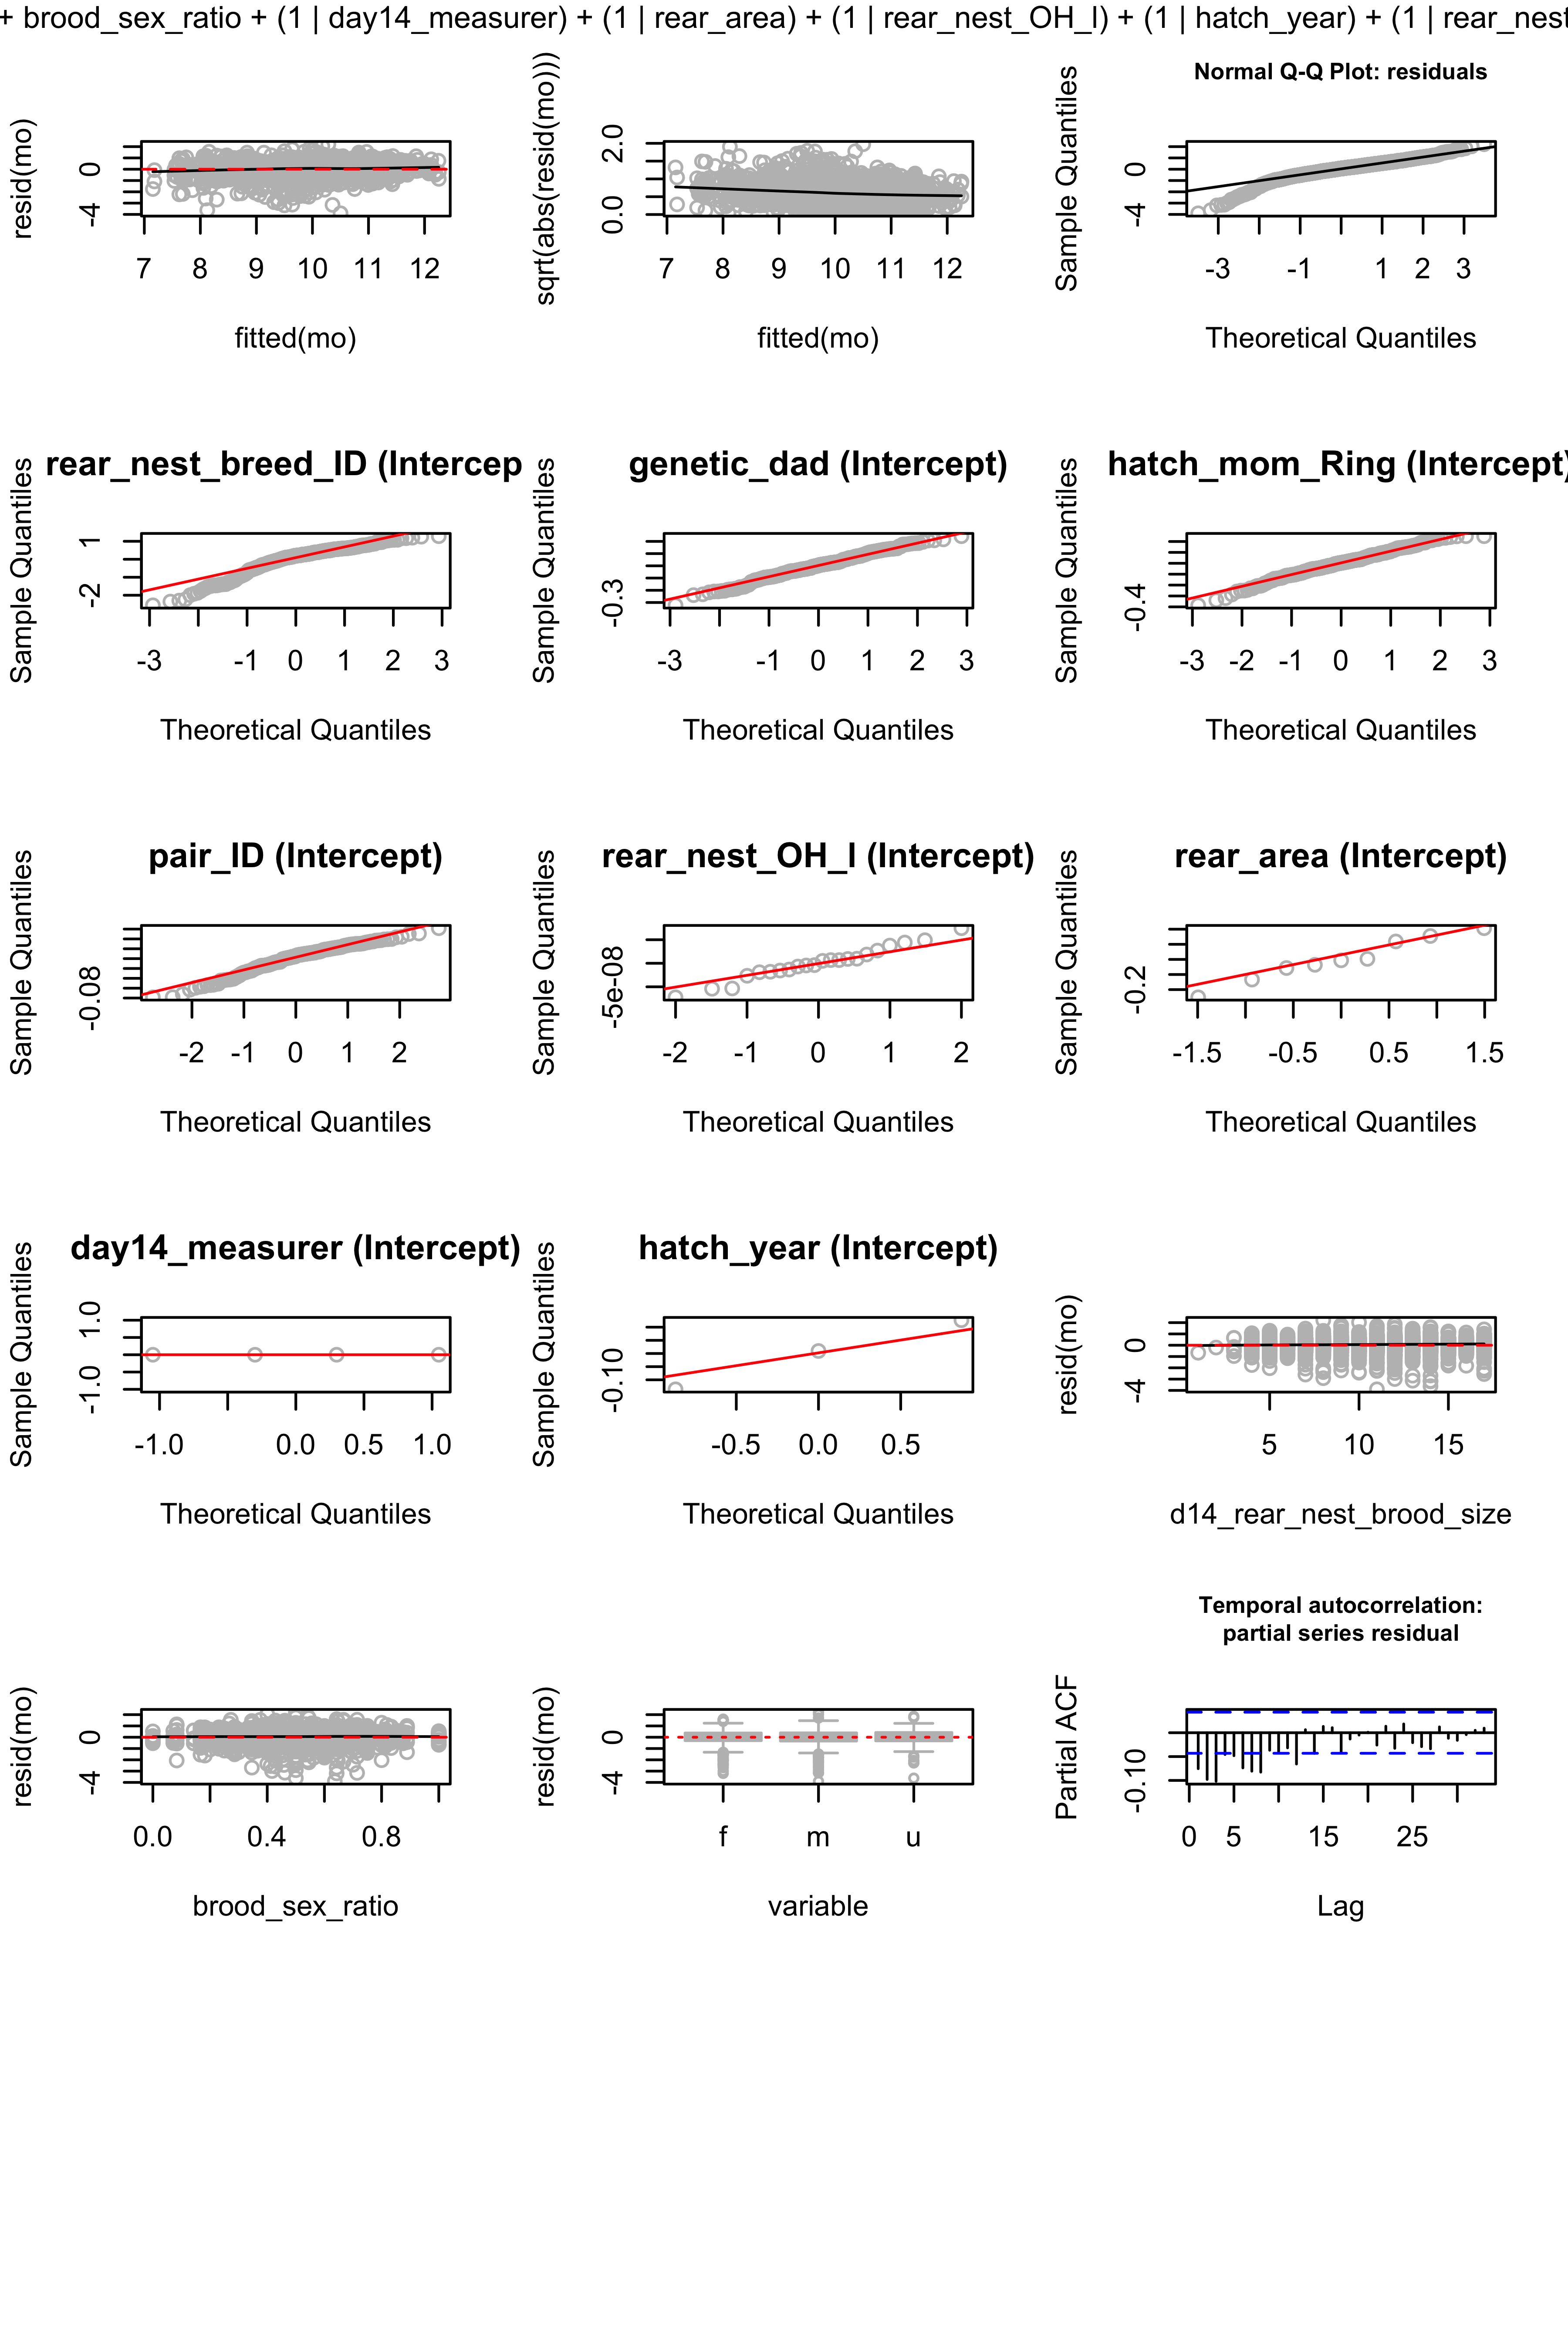 + brood_sex_ratio + (1 | day14_measurer) + (1 | rear_area) + (1 | rear_nest_OH_l) + (1 | hatch_year) + (1 | rear_nest
resid(mo)
0
-4
7 8 9 10 11 12
fitted(mo)
sqrt(abs(resid(mo)))
2.0
0.0
7 8 9 10 11 12
fitted(mo)
Normal Q-Q Plot: residuals
Sample Quantiles
0
-4
-3 -1 1 2 3
Theoretical Quantiles
rear_nest_breed_ID (Intercep
Sample Quantiles
1
-2
-3 -1 0 1 2 3
Theoretical Quantiles
genetic_dad (Intercept)
Sample Quantiles
-0.3
-3 -1 0 1 2 3
Theoretical Quantiles
hatch_mom_Ring (Intercept)
Sample Quantiles
-0.4
-3 -2 -1 0 1 2 3
Theoretical Quantiles
pair_ID (Intercept)
Sample Quantiles
-0.08
-2 -1 0 1 2
Theoretical Quantiles
rear_nest_OH_l (Intercept)
Sample Quantiles
-5e-08
-2 -1 0 1 2
Theoretical Quantiles
rear_area (Intercept)
Sample Quantiles
-0.2
-1.5 -0.5 0.5 1.5
Theoretical Quantiles
day14_measurer (Intercept)
Sample Quantiles
1.0
-1.0
-1.0 0.0 0.5 1.0
Theoretical Quantiles
hatch_year (Intercept)
Sample Quantiles
-0.10
-0.5 0.0 0.5
Theoretical Quantiles
resid(mo)
0
-4
5 10 15
d14_rear_nest_brood_size
resid(mo)
0
-4
0.0 0.4 0.8
brood_sex_ratio
resid(mo)
0
-4
f m u
variable
Temporal autocorrelation:
partial series residual
Partial ACF
-0.10
0 5 15 25
Lag